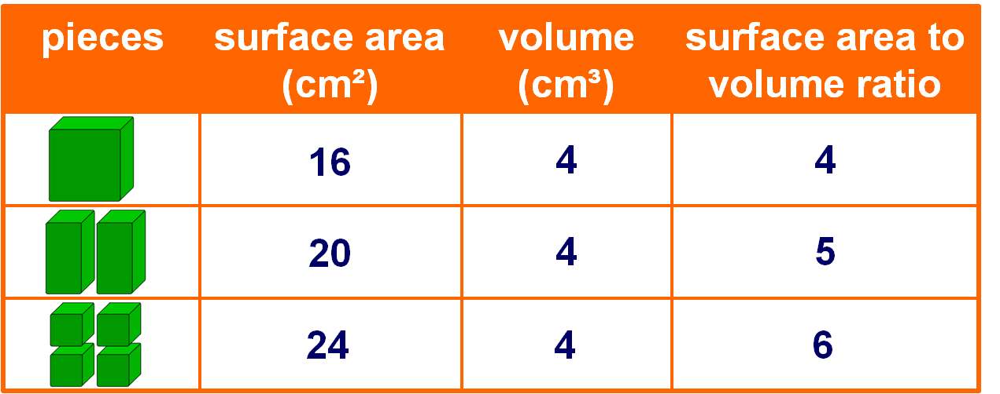 pieces
surface area
(cm²)
volume
(cm³)
surface area to
volume ratio
16
4
4
20
4
5
24
4
6